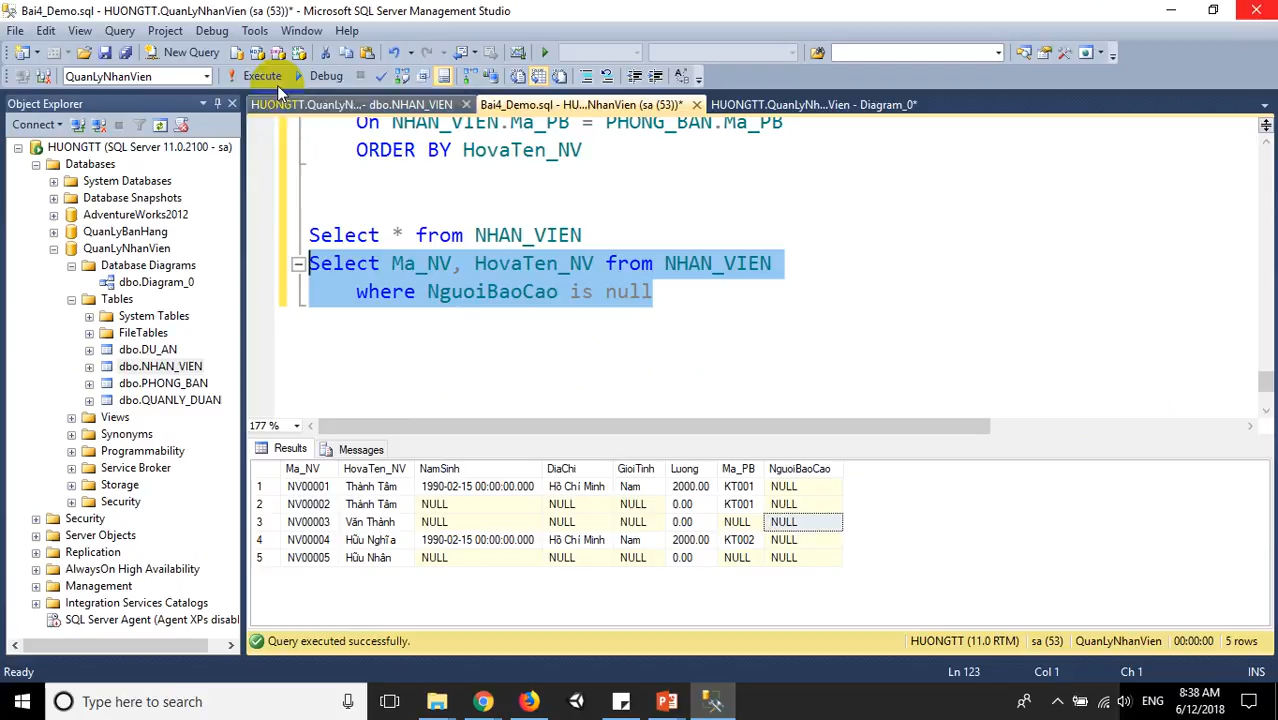 Bai4_Demo.sql - HUONGTT.QuanLyNhanVien (sa (53))* - Microsoft SQL Server Management Studio
File Edit View Query Project Debug Tools Window Help
New Query
QuanLyNhanVien Execute Debug
Object Explorer
HUONGTT.QuanLyN...- dbo.NHAN_VIEN Bai4_Demo.sql - HU...NhanVien (sa (53))* HUONGTT.QuanLyNh...Vien - Diagram_0*
Connect
HUONGTT (SQL Server 11.0.2100 - sa)
Databases
System Databases
Database Snapshots
AdventureWorks2012
QuanLyBanHang
QuanLyNhanVien
Database Diagrams
dbo.Diagram_0
Tables
System Tables
FileTables
dbo.DU_AN
dbo.NHAN_VIEN
dbo.PHONG_BAN
dbo.QUANLY_DUAN
Views
Synonyms
Programmability
Service Broker
Storage
Security
Security
Server Objects
Replication
AlwaysOn High Availability
Management
Integration Services Catalogs
SQL Server Agent (Agent XPs disabl
On NHAN_VIEN.Ma_PB = PHONG_BAN.Ma_PB
ORDER BY HovaTen_NV
Select * from NHAN_VIEN
Select Ma_NV, HovaTen_NV from NHAN_VIEN
where NguoiBaoCao is null
177 %
Results Messages
Ma_NV HovaTen_NV NamSinh DiaChi GioiTinh Luong Ma_PB NguoiBaoCao
1 NV00001 Thành Tâm 1990-02-15 00:00:00.000 Hồ Chí Minh Nam 2000.00 KT001 NULL
2 NV00002 Thành Tâm NULL NULL NULL 0.00 KT001 NULL
3 NV00003 Văn Thành NULL NULL NULL 0.00 NULL NULL
4 NV00004 Hữu Nghĩa 1990-02-15 00:00:00.000 Hồ Chí Minh Nam 2000.00 KT002 NULL
5 NV00005 Hữu Nhân NULL NULL NULL 0.00 NULL NULL
Query executed successfully. HUONGTT (11.0 RTM) sa (53) QuanLyNhanVien 00:00:00 5 rows
Ready Ln 123 Col 1 Ch 1 INS
Type here to search
ENG
8:38 AM
6/12/2018